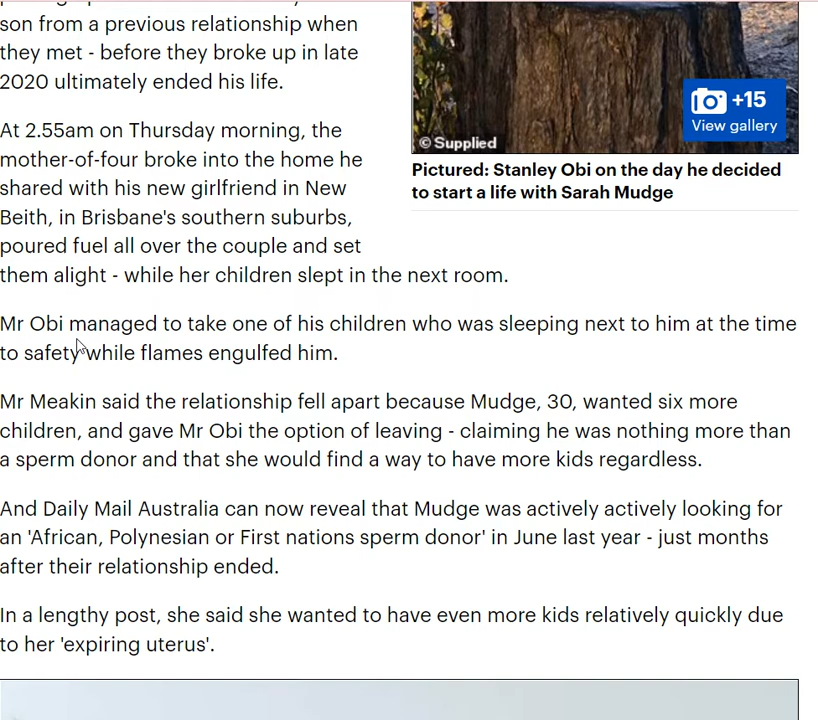 son from a previous relationship when
they met - before they broke up in late
2020 ultimately ended his life.
At 2.55am on Thursday morning, the
mother-of-four broke into the home he
shared with his new girlfriend in New
Beith, in Brisbane's southern suburbs,
poured fuel all over the couple and set
them alight - while her children slept in the next room.
+15
View gallery
© Supplied
Pictured: Stanley Obi on the day he decided
to start a life with Sarah Mudge
Mr Obi managed to take one of his children who was sleeping next to him at the time
to safety while flames engulfed him.
Mr Meakin said the relationship fell apart because Mudge, 30, wanted six more
children, and gave Mr Obi the option of leaving - claiming he was nothing more than
a sperm donor and that she would find a way to have more kids regardless.
And Daily Mail Australia can now reveal that Mudge was actively actively looking for
an 'African, Polynesian or First nations sperm donor' in June last year - just months
after their relationship ended.
In a lengthy post, she said she wanted to have even more kids relatively quickly due
to her 'expiring uterus'.